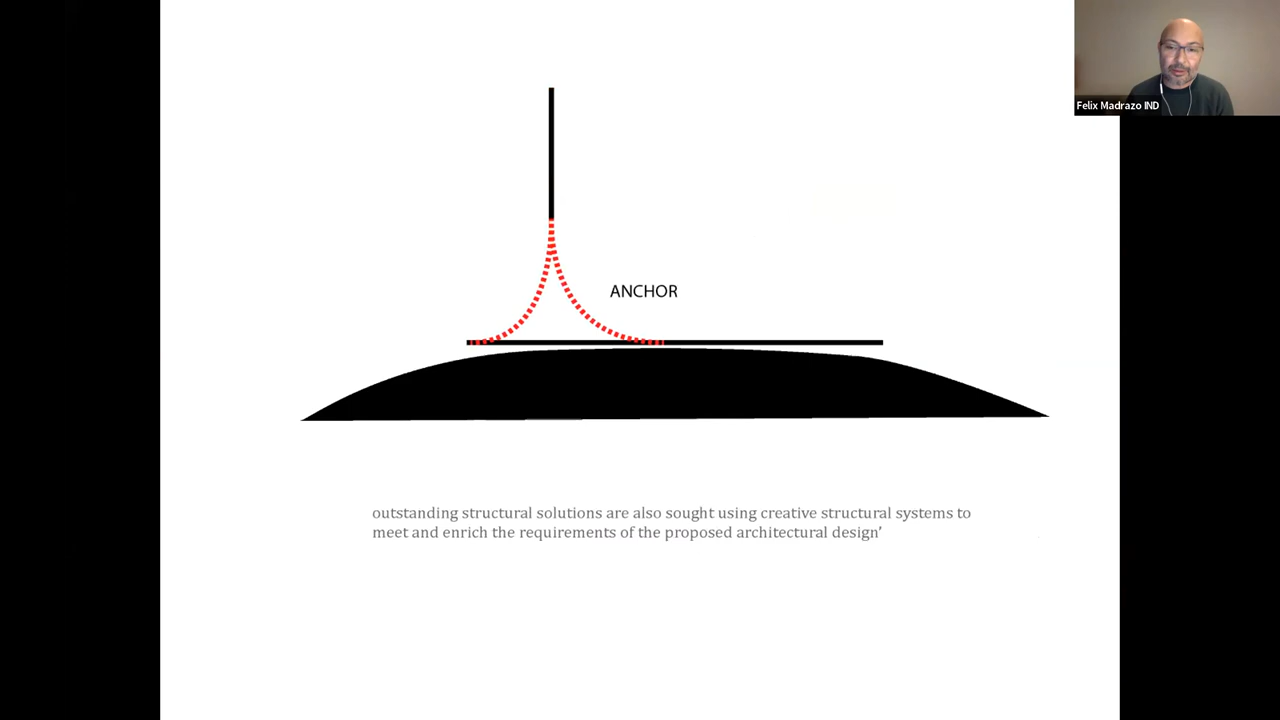 Felix Madrazo IND
ANCHOR
outstanding structural solutions are also sought using creative structural systems to
meet and enrich the requirements of the proposed architectural design’